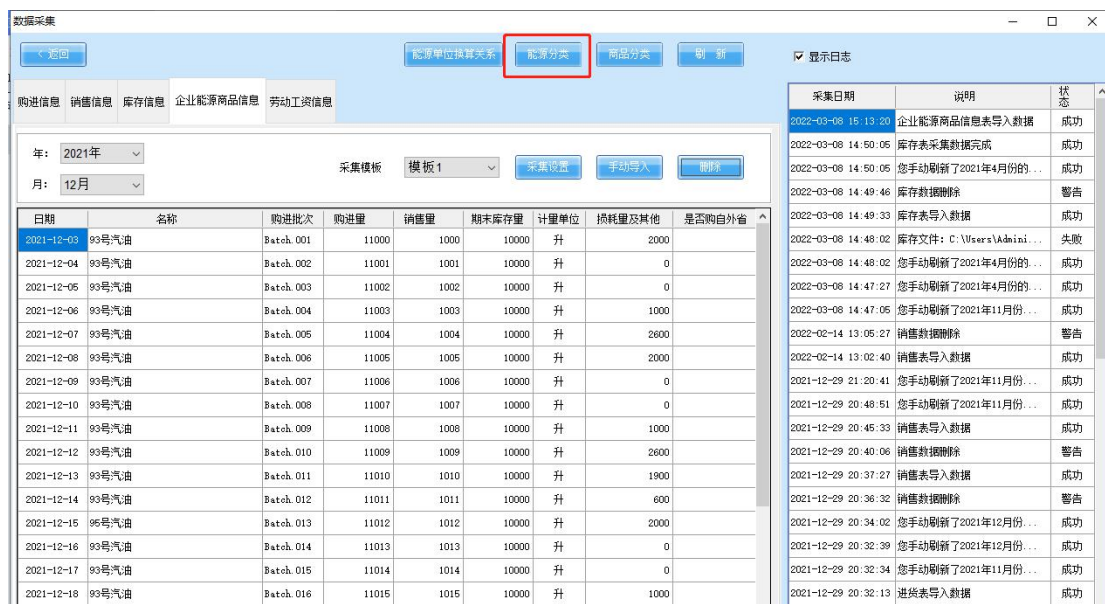 数据采集
< 返回 能源单位换算关系 能源分类 商品分类 刷 新 显示日志
购进信息 销售信息 库存信息 企业能源商品信息 劳动工资信息
年： 2021年 采集模板 模板1 采集设置 手动导入 删除
月： 12月
日期 名称 购进批次 购进量 销售量 期末库存量 计量单位 损耗量及其他 是否购自外省
2021-12-03 93号汽油 Batch.001 11000 1000 10000 升 2000
2021-12-04 93号汽油 Batch.002 11001 1001 10000 升 0
2021-12-05 93号汽油 Batch.003 11002 1002 10000 升 0
2021-12-06 93号汽油 Batch.004 11003 1003 10000 升 1000
2021-12-07 93号汽油 Batch.005 11004 1004 10000 升 2600
2021-12-08 93号汽油 Batch.006 11005 1005 10000 升 2000
2021-12-09 93号汽油 Batch.007 11006 1006 10000 升 0
2021-12-10 93号汽油 Batch.008 11007 1007 10000 升 0
2021-12-11 93号汽油 Batch.009 11008 1008 10000 升 1000
2021-12-12 93号汽油 Batch.010 11009 1009 10000 升 2600
2021-12-13 93号汽油 Batch.011 11010 1010 10000 升 1900
2021-12-14 93号汽油 Batch.012 11011 1011 10000 升 600
2021-12-15 95号汽油 Batch.013 11012 1012 10000 升 2000
2021-12-16 93号汽油 Batch.014 11013 1013 10000 升 0
2021-12-17 93号汽油 Batch.015 11014 1014 10000 升 0
2021-12-18 93号汽油 Batch.016 11015 1015 10000 升 1000
采集日期 说明 状态
2022-03-08 15:13:20 企业能源商品信息表导入数据 成功
2022-03-08 14:50:05 库存表采集数据完成 成功
2022-03-08 14:50:05 您手动刷新了2021年4月份的... 成功
2022-03-08 14:49:46 库存数据删除 警告
2022-03-08 14:49:33 库存表导入数据 成功
2022-03-08 14:48:02 库存文件：C:\Users\Admini... 失败
2022-03-08 14:48:02 您手动刷新了2021年4月份的... 成功
2022-03-08 14:47:27 您手动刷新了2021年4月份的... 成功
2022-03-08 14:47:05 您手动刷新了2021年11月份... 成功
2022-02-14 13:05:27 销售数据删除 警告
2022-02-14 13:02:40 销售表导入数据 成功
2021-12-29 21:20:41 您手动刷新了2021年11月份... 成功
2021-12-29 20:48:51 您手动刷新了2021年11月份... 成功
2021-12-29 20:45:33 销售表导入数据 成功
2021-12-29 20:40:06 销售数据删除 警告
2021-12-29 20:37:27 销售表导入数据 成功
2021-12-29 20:36:32 销售数据删除 警告
2021-12-29 20:34:02 您手动刷新了2021年12月份... 成功
2021-12-29 20:32:39 您手动刷新了2021年12月份... 成功
2021-12-29 20:32:34 您手动刷新了2021年11月份... 成功
2021-12-29 20:32:13 进货表导入数据 成功